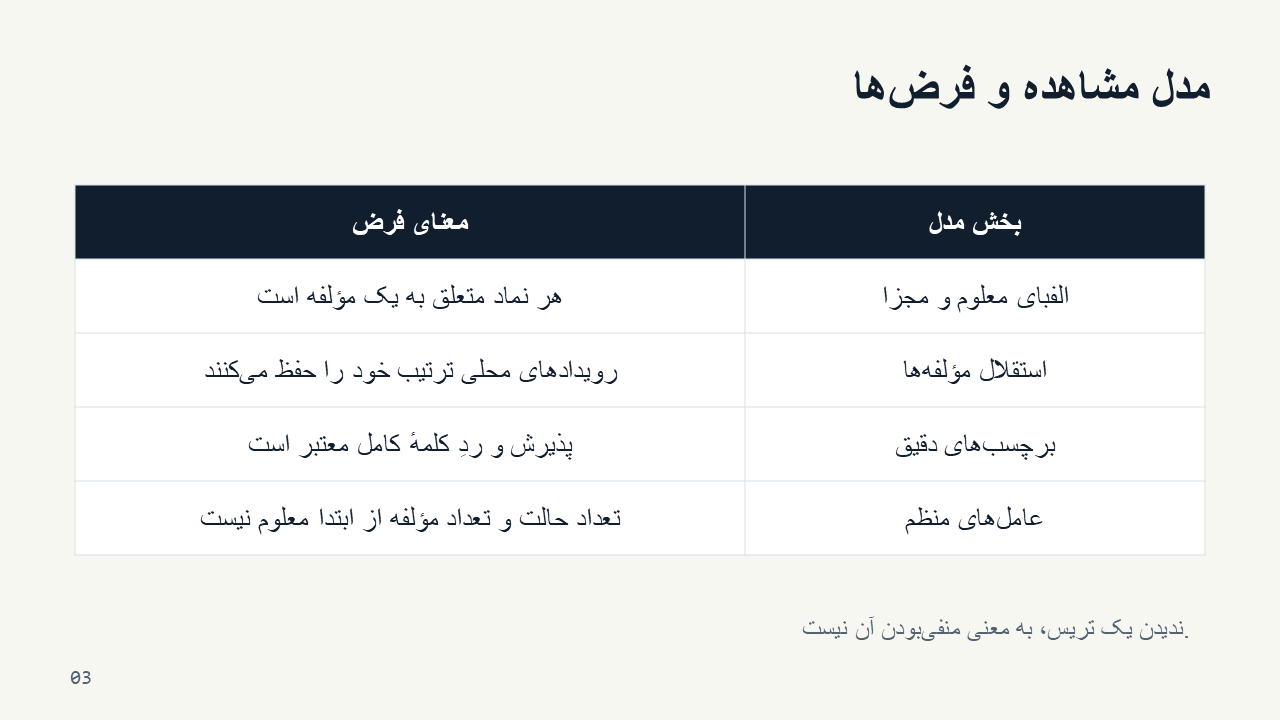 مدل مشاهده و فرض‌ها
بخش مدل	معنای فرض
الفبای معلوم و مجزا	هر نماد متعلق به یک مؤلفه است
استقلال مؤلفه‌ها	رویدادهای محلی ترتیب خود را حفظ می‌کنند
برچسب‌های دقیق	پذیرش و ردِ کلمهٔ کامل معتبر است
عامل‌های منظم	تعداد حالت و تعداد مؤلفه از ابتدا معلوم نیست
ندیدن یک تریس، به معنی منفی‌بودن آن نیست.
03